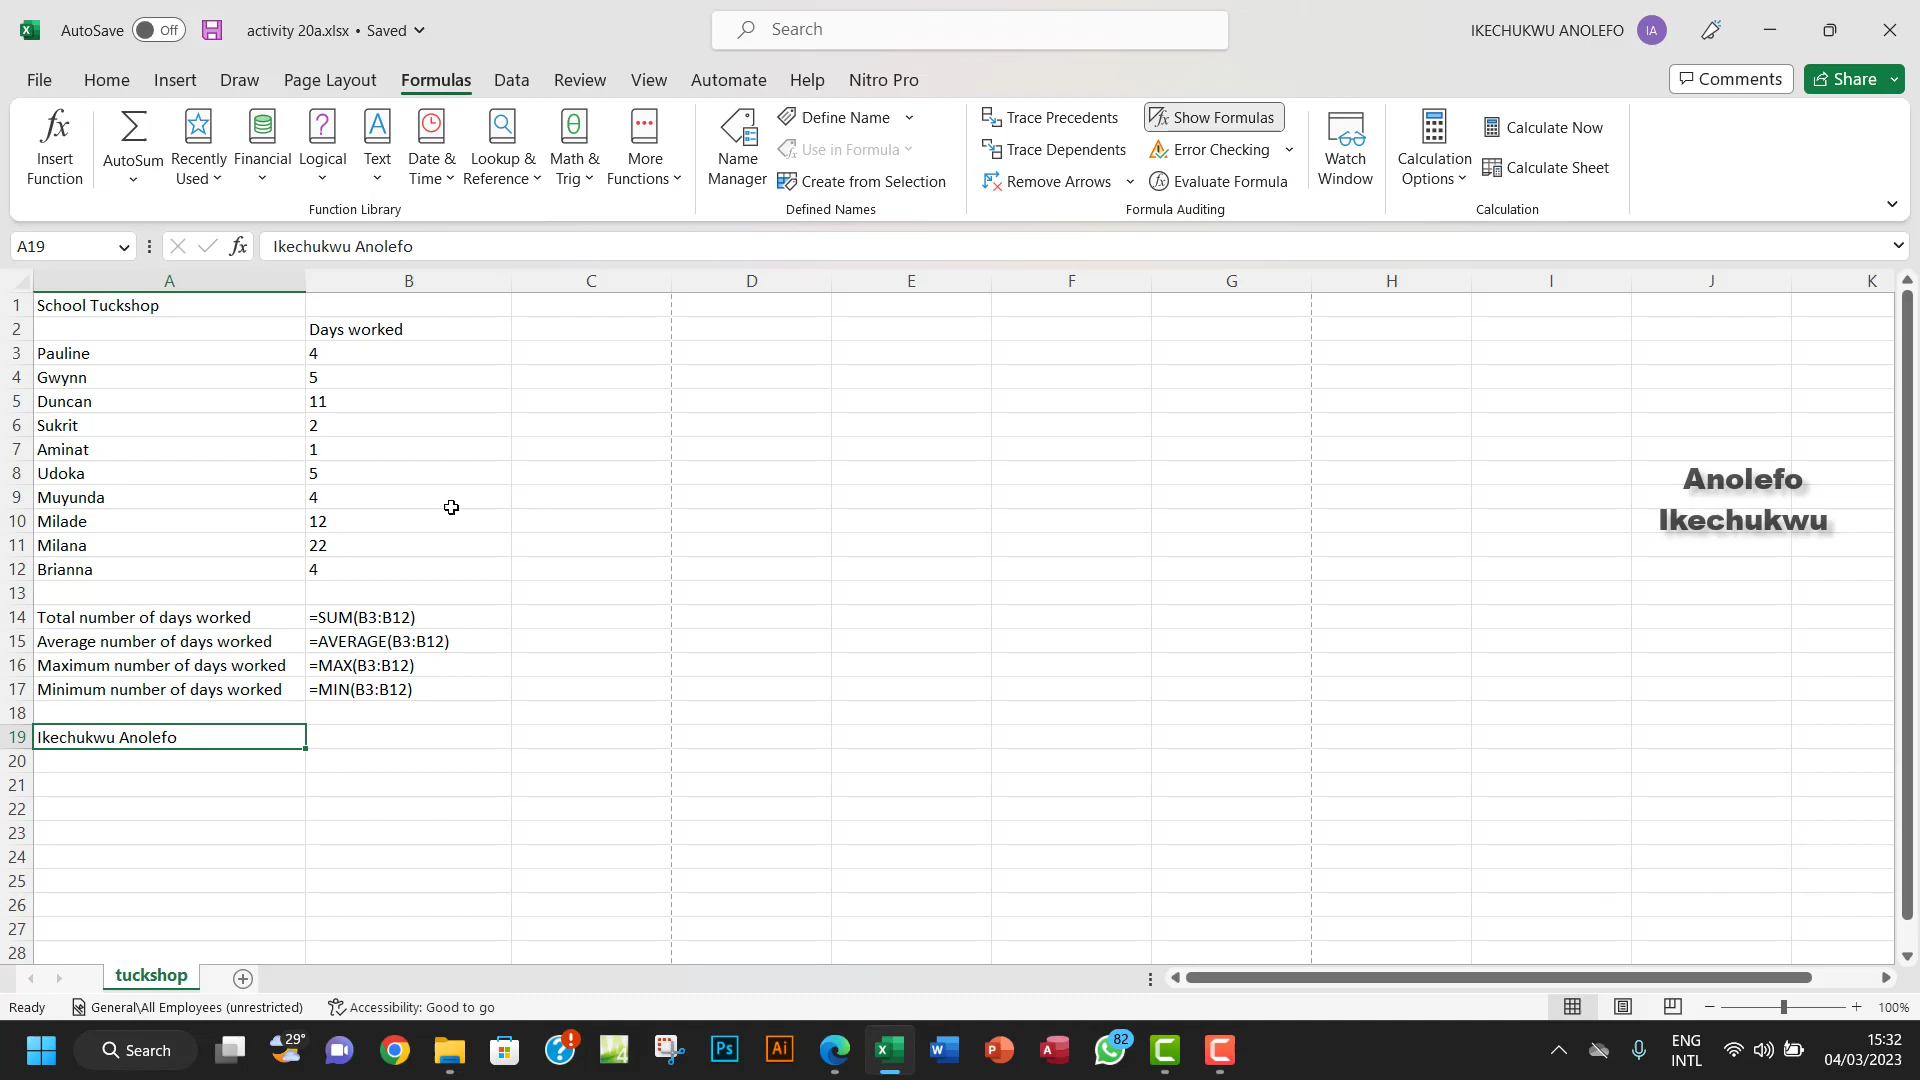 AutoSave Off activity 20a.xlsx • Saved Search IKECHUKWU ANOLEFO IA
File Home Insert Draw Page Layout Formulas Data Review View Automate Help Nitro Pro Comments Share
Insert Function
AutoSum
Recently Used
Financial
Logical
Text
Date & Time
Lookup & Reference
Math & Trig
More Functions
Function Library
Name Manager
Define Name
Use in Formula
Create from Selection
Defined Names
Trace Precedents
Trace Dependents
Remove Arrows
Show Formulas
Error Checking
Evaluate Formula
Formula Auditing
Watch Window
Calculation Options
Calculate Now
Calculate Sheet
Calculation
A19 fx Ikechukwu Anolefo
A B C D E F G H I J K
1 School Tuckshop
2 Days worked
3 Pauline 4
4 Gwynn 5
5 Duncan 11
6 Sukrit 2
7 Aminat 1
8 Udoka 5
9 Muyunda 4
10 Milade 12
11 Milana 22
12 Brianna 4
13
14 Total number of days worked =SUM(B3:B12)
15 Average number of days worked =AVERAGE(B3:B12)
16 Maximum number of days worked =MAX(B3:B12)
17 Minimum number of days worked =MIN(B3:B12)
18
19 Ikechukwu Anolefo
20
21
22
23
24
25
26
27
28
Anolefo
Ikechukwu
tuckshop
Ready General\All Employees (unrestricted) Accessibility: Good to go 100%
Search 29° 82 ENG INTL 15:32 04/03/2023